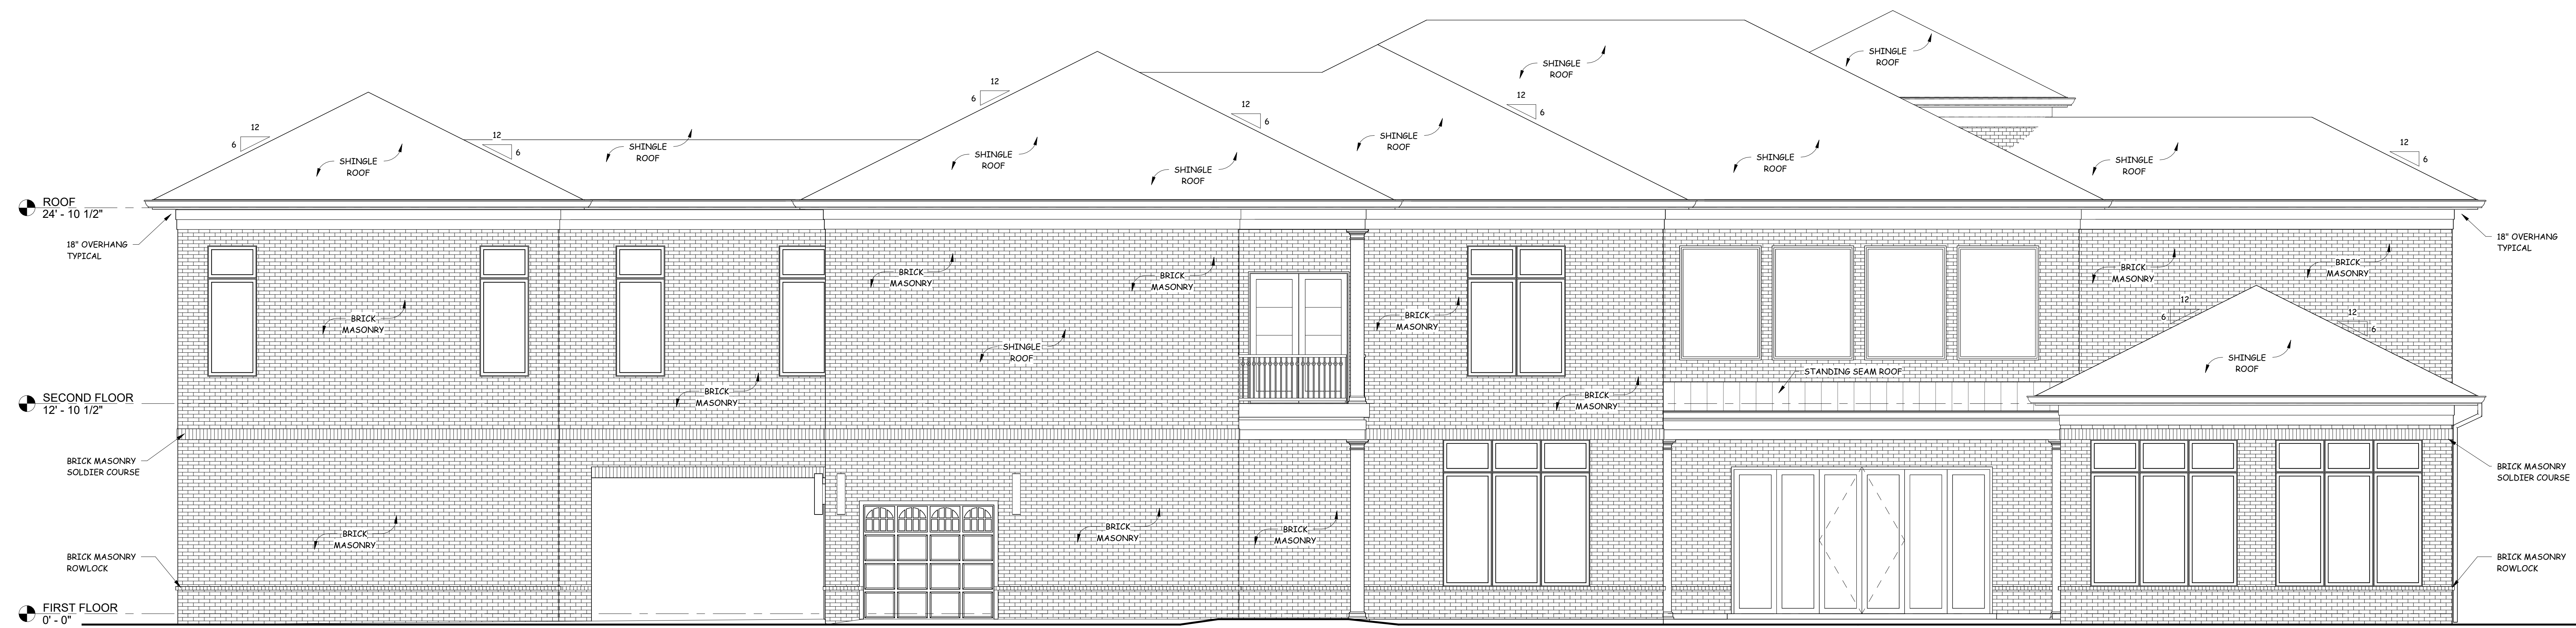 SHINGLE
ROOF
SHINGLE
ROOF
12
6
12
6
12
6
12
6
12
6
SHINGLE
ROOF
SHINGLE
ROOF
12
6
12
6
SHINGLE
ROOF
SHINGLE
ROOF
SHINGLE
ROOF
SHINGLE
ROOF
SHINGLE
ROOF
ROOF
24' - 10 1/2"
18" OVERHANG
TYPICAL
18" OVERHANG
TYPICAL
BRICK
MASONRY
BRICK
MASONRY
BRICK
MASONRY
BRICK
MASONRY
BRICK
MASONRY
BRICK
MASONRY
12
6
12
6
SHINGLE
ROOF
SHINGLE
ROOF
STANDING SEAM ROOF
BRICK
MASONRY
BRICK
MASONRY
SECOND FLOOR
12' - 10 1/2"
BRICK MASONRY
SOLDIER COURSE
BRICK MASONRY
SOLDIER COURSE
BRICK
MASONRY
BRICK
MASONRY
BRICK
MASONRY
BRICK MASONRY
ROWLOCK
BRICK MASONRY
ROWLOCK
FIRST FLOOR
0' - 0"